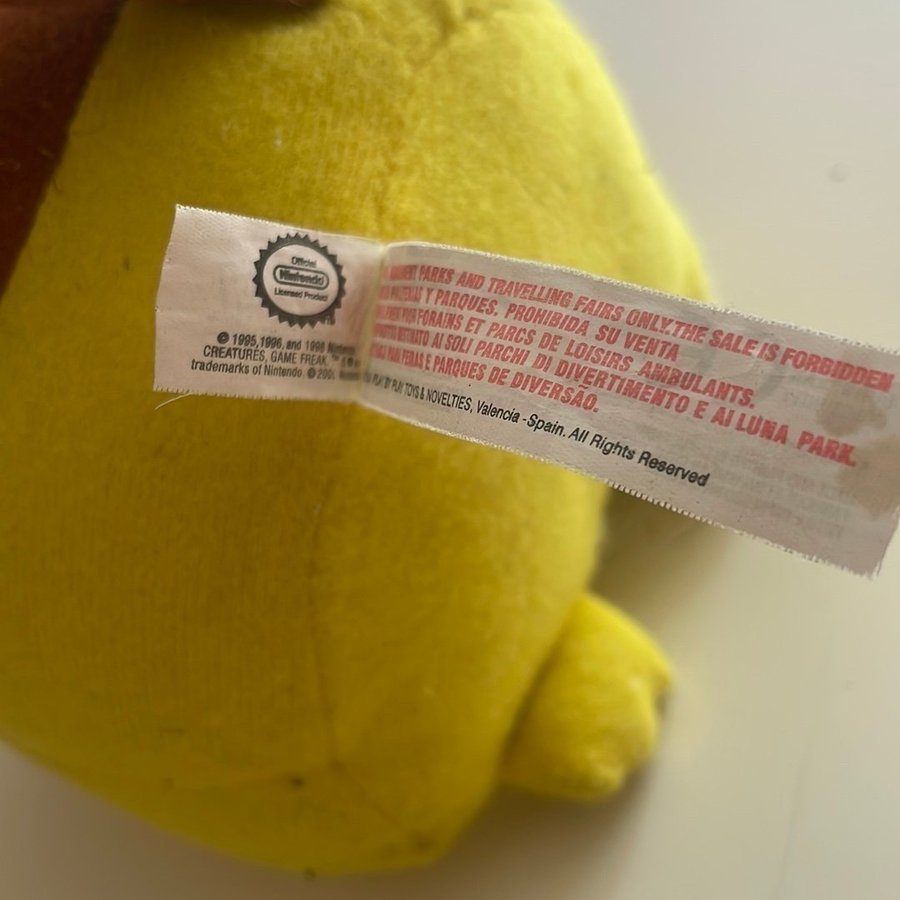 Official
Nintendo
Licensed Product
© 1995,1996, and 1998 Nintendo
CREATURES, GAME FREAK
trademarks of Nintendo © 200
PARKS AND TRAVELLING FAIRS ONLY.THE SALE IS FORBIDDEN
Y PARQUES. PROHIBIDA SU VENTA
FORAINS ET PARCS DE LOISIRS AMBULANTS.
AI SOLI PARCHI DI DIVERTIMENTO E AI LUNA PARK.
E PARQUES DE DIVERSÃO.
PLAY BY PLAY TOYS & NOVELTIES, Valencia -Spain. All Rights Reserved